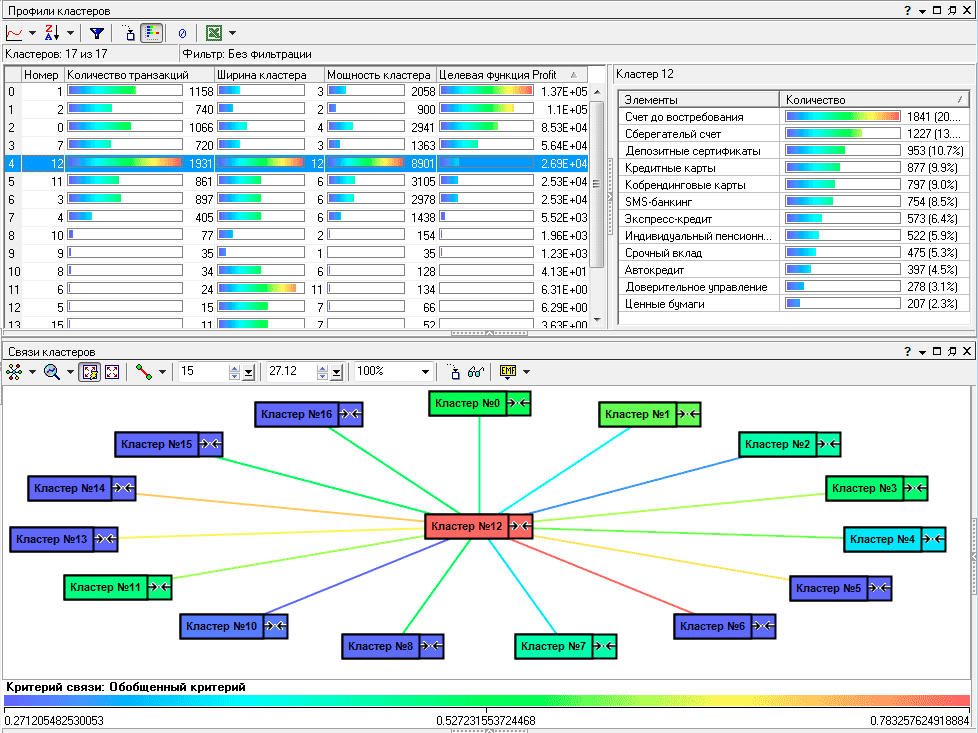 Профили кластеров
Кластеров: 17 из 17 Фильтр: Без фильтрации
Номер Количество транзакций Ширина кластера Мощность кластера Целевая функция Profit
0 1 1158 3 2058 1.37E+05
1 2 740 2 900 1.1E+05
2 0 1066 4 2941 8.53E+04
3 7 720 3 1363 5.64E+04
4 12 1931 12 8901 2.69E+04
5 11 861 6 3105 2.53E+04
6 3 897 6 2978 2.53E+04
7 4 405 6 1438 5.52E+03
8 10 77 2 154 1.96E+03
9 9 35 1 35 1.23E+03
10 8 34 6 128 4.13E+01
11 6 24 11 134 6.31E+00
12 5 15 7 66 6.29E+00
13 15 11 7 52 3.63E+00
Кластер 12
Элементы Количество
Счет до востребования 1841 (20....
Сберегательй счет 1227 (13....
Депозитные сертификаты 953 (10.7%)
Кредитные карты 877 (9.9%)
Кобрендинговые карты 797 (9.0%)
SMS-банкинг 754 (8.5%)
Экспресс-кредит 573 (6.4%)
Индивидуальный пенсионн... 522 (5.9%)
Срочный вклад 475 (5.3%)
Автокредит 397 (4.5%)
Доверительное управление 278 (3.1%)
Ценные бумаги 207 (2.3%)
Связи кластеров
15 27.12 100% EMF
Кластер №0
Кластер №16
Кластер №1
Кластер №15
Кластер №2
Кластер №14
Кластер №3
Кластер №12
Кластер №13
Кластер №4
Кластер №11
Кластер №5
Кластер №10
Кластер №6
Кластер №8
Кластер №7
Критерий связи: Обобщенный критерий
0.271205482530053 0.527231553724468 0.783257624918884